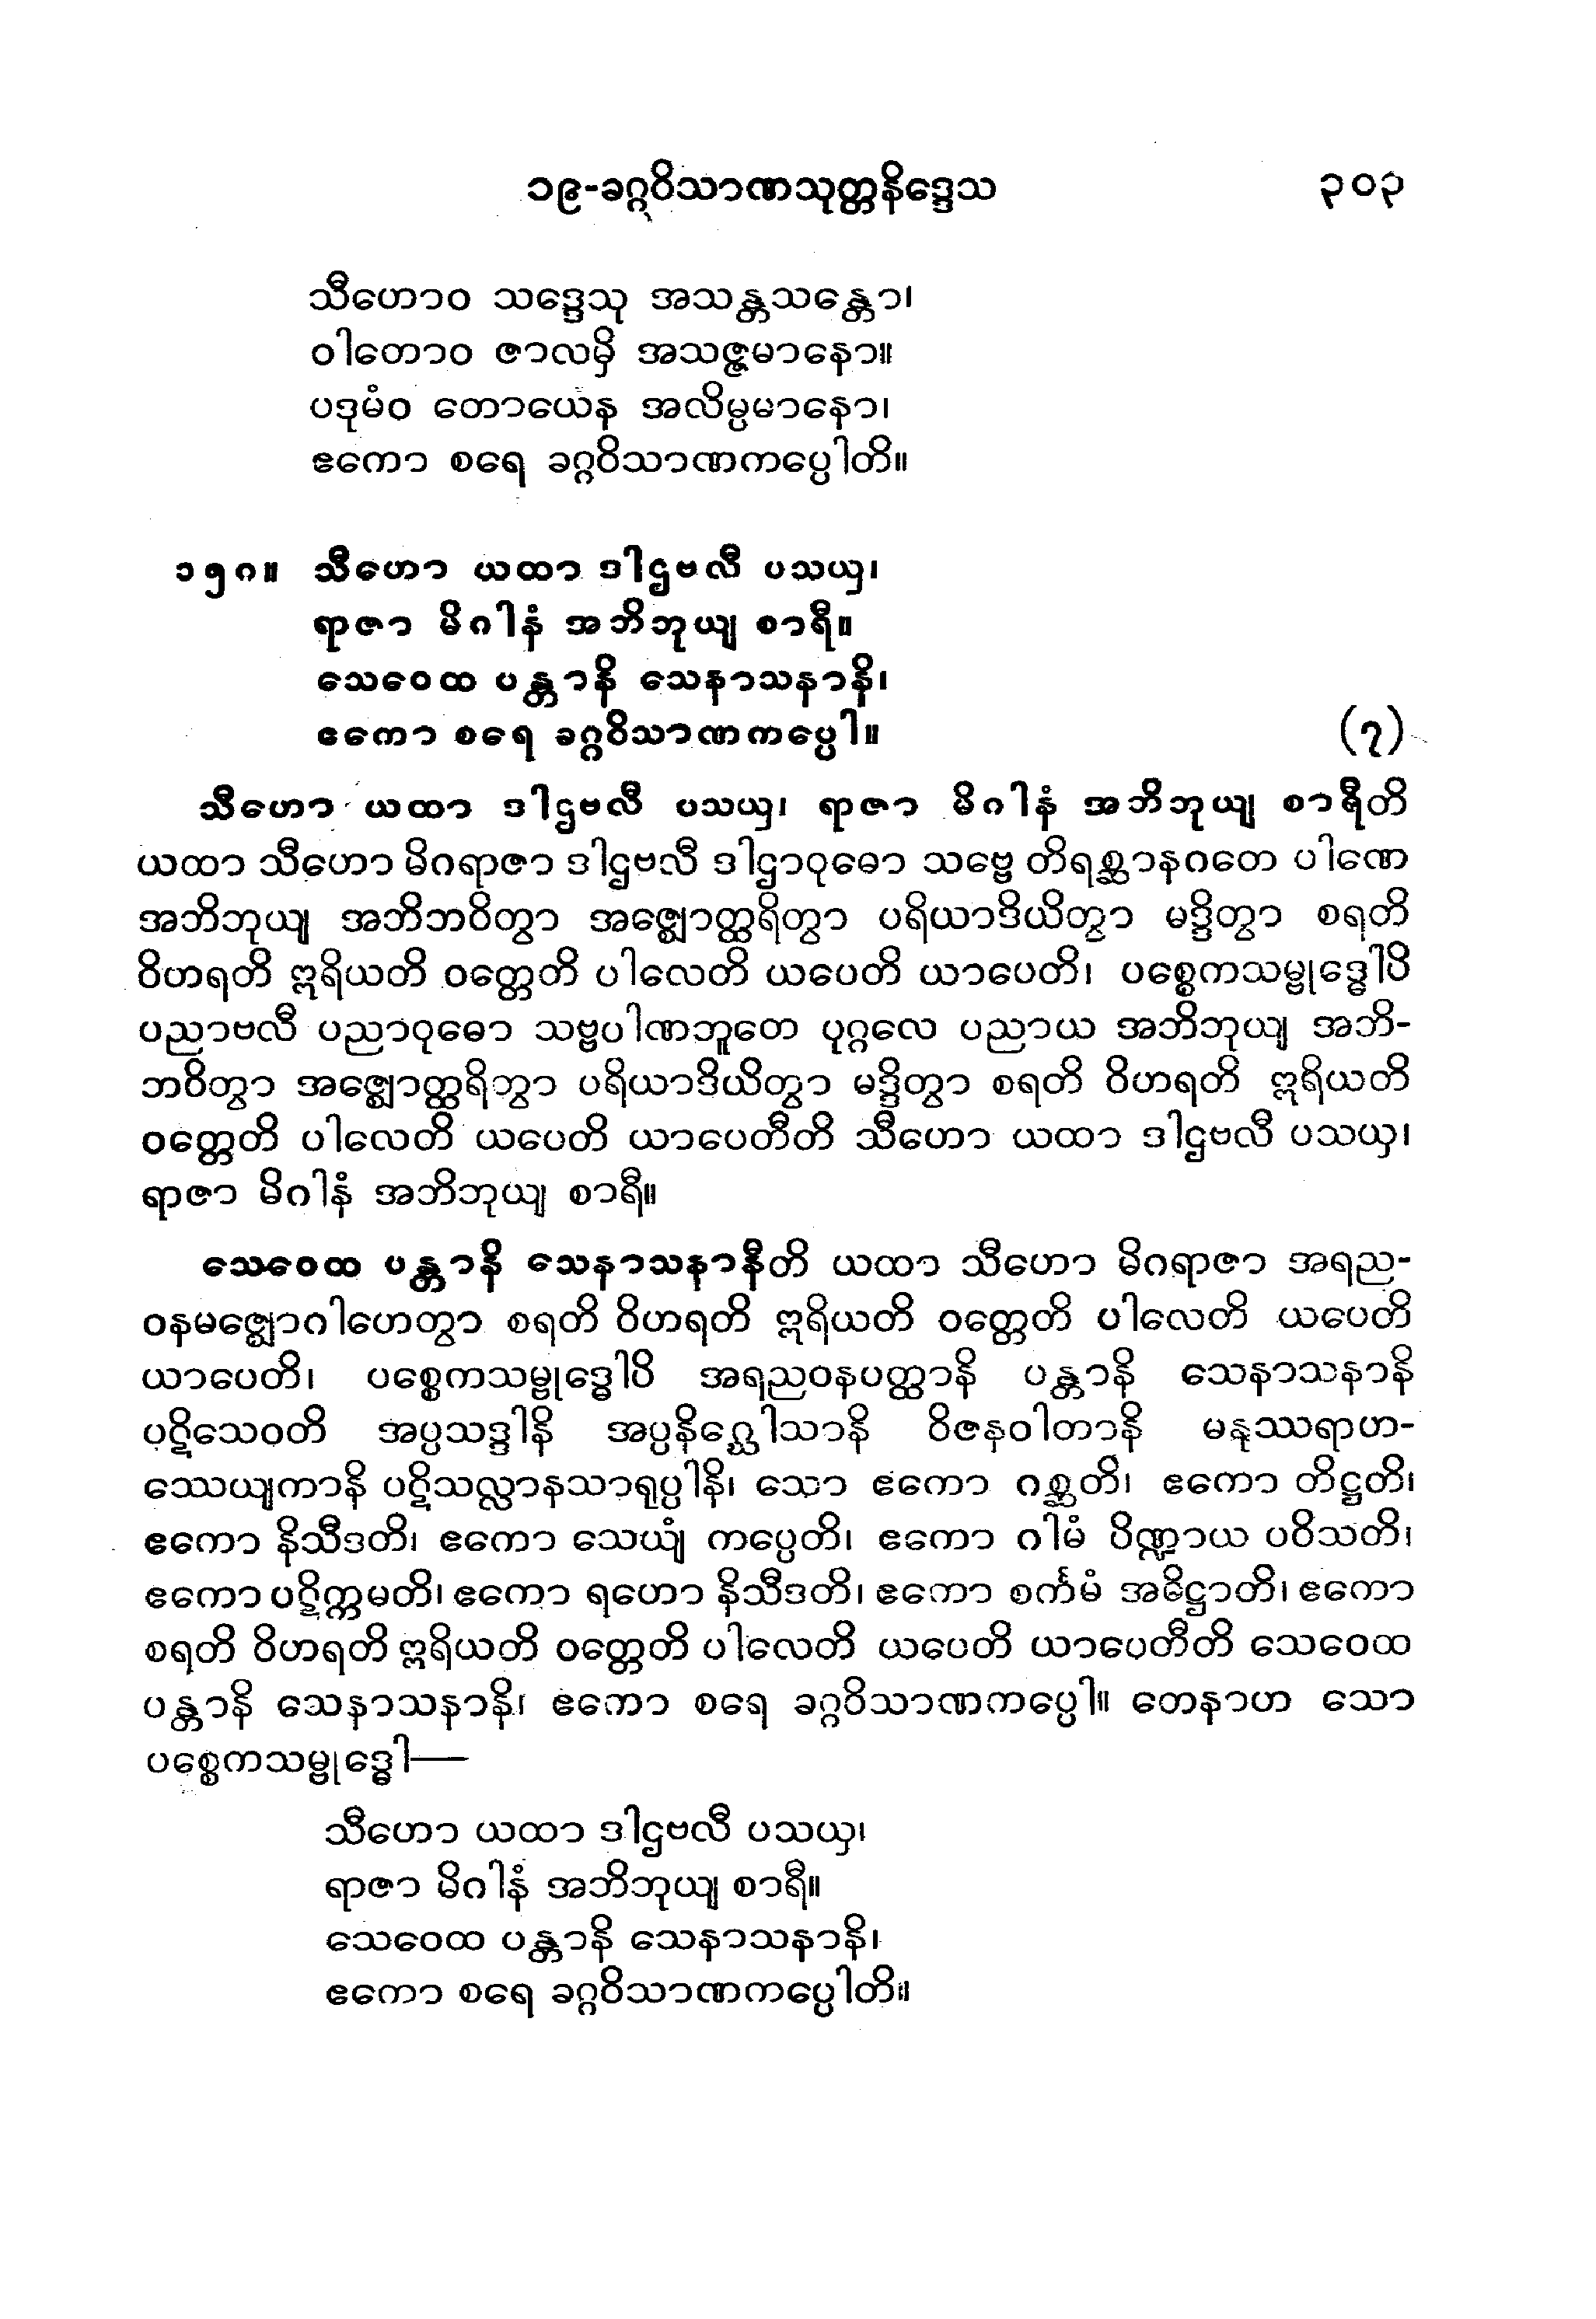 ၁၉-ခဂ္ဂဝိသာဏသုတ္တနိဒ္ဒေသ ၃၀၃
သီဟောဝ သဒ္ဒေသု အသန္တသန္တော၊
ဝါတောဝ ဇာလမှိ အသဇ္ဇမာနော။
ပဒုမံဝ တောယေန အလိမ္ပမာနော၊
ဧကော စရေ ခဂ္ဂဝိသာဏကပ္ပေါတိ။
၁၅၈။ သီဟော ယထာ ဒါဌဗလီ ပသယှ၊
ရာဇာ မိဂါနံ အဘိဘုယျ စာရီ။
သေဝေထ ပန္တာနိ သေနာသနာနိ၊
ဧကော စရေ ခဂ္ဂဝိသာဏကပ္ပေါ။ (၇)
သီဟော ယထာ ဒါဌဗလီ ပသယှ၊ ရာဇာ မိဂါနံ အဘိဘုယျ စာရီတိ
ယထာ သီဟော မိဂရာဇာ ဒါဌဗလီ ဒါဌာဝုဓော သဗ္ဗေ တိရစ္ဆာနဂတေ ပါဏေ
အဘိဘုယျ အဘိဘဝိတွာ အဇ္ဈောတ္ထရိတွာ ပရိယာဒိယိတွာ မဒ္ဒိတွာ စရတိ
ဝိဟရတိ ဣရိယတိ ဝတ္တေတိ ပါလေတိ ယပေတိ ယာပေတိ၊ ပစ္စေကသမ္ဗုဒ္ဓေါပိ
ပညာဗလီ ပညာဝုဓော သဗ္ဗပါဏဘူတေ ပုဂ္ဂလေ ပညာယ အဘိဘုယျ အဘိ-
ဘဝိတွာ အဇ္ဈောတ္ထရိတွာ ပရိယာဒိယိတွာ မဒ္ဒိတွာ စရတိ ဝိဟရတိ ဣရိယတိ
ဝတ္တေတိ ပါလေတိ ယပေတိ ယာပေတီတိ သီဟော ယထာ ဒါဌဗလီ ပသယှ၊
ရာဇာ မိဂါနံ အဘိဘုယျ စာရီ။
သေဝေထ ပန္တာနိ သေနာသနာနီတိ ယထာ သီဟော မိဂရာဇာ အရည-
ဝနမဇ္ဈောဂါဟေတွာ စရတိ ဝိဟရတိ ဣရိယတိ ဝတ္တေတိ ပါလေတိ ယပေတိ
ယာပေတိ၊ ပစ္စေကသမ္ဗုဒ္ဓေါပိ အရညဝနပတ္ထာနိ ပန္တာနိ သေနာသနာနိ
ပဋိသေဝတိ အပ္ပသဒ္ဒါနိ အပ္ပနိဂ္ဃေါသာနိ ဝိဇနဝါတာနိ မနုဿရာဟ-
ဿေယျကာနိ ပဋိသလ္လာနသာရုပ္ပါနိ၊ သော ဧကော ဂစ္ဆတိ၊ ဧကော တိဋ္ဌတိ၊
ဧကော နိသီဒတိ၊ ဧကော သေယျံ ကပ္ပေတိ၊ ဧကော ဂါမံ ပိဏ္ဍာယ ပဝိသတိ၊
ဧကော ပဋိက္ကမတိ၊ ဧကော ရဟော နိသီဒတိ၊ ဧကော စင်္ကမံ အဓိဋ္ဌာတိ၊ ဧကော
စရတိ ဝိဟရတိ ဣရိယတိ ဝတ္တေတိ ပါလေတိ ယပေတိ ယာပေတီတိ သေဝေထ
ပန္တာနိ သေနာသနာနိ၊ ဧကော စရေ ခဂ္ဂဝိသာဏကပ္ပေါ။ တေနာဟ သော
ပစ္စေကသမ္ဗုဒ္ဓေါ—
သီဟော ယထာ ဒါဌဗလီ ပသယှ၊
ရာဇာ မိဂါနံ အဘိဘုယျ စာရီ။
သေဝေထ ပန္တာနိ သေနာသနာနိ၊
ဧကော စရေ ခဂ္ဂဝိသာဏကပ္ပေါတိ။